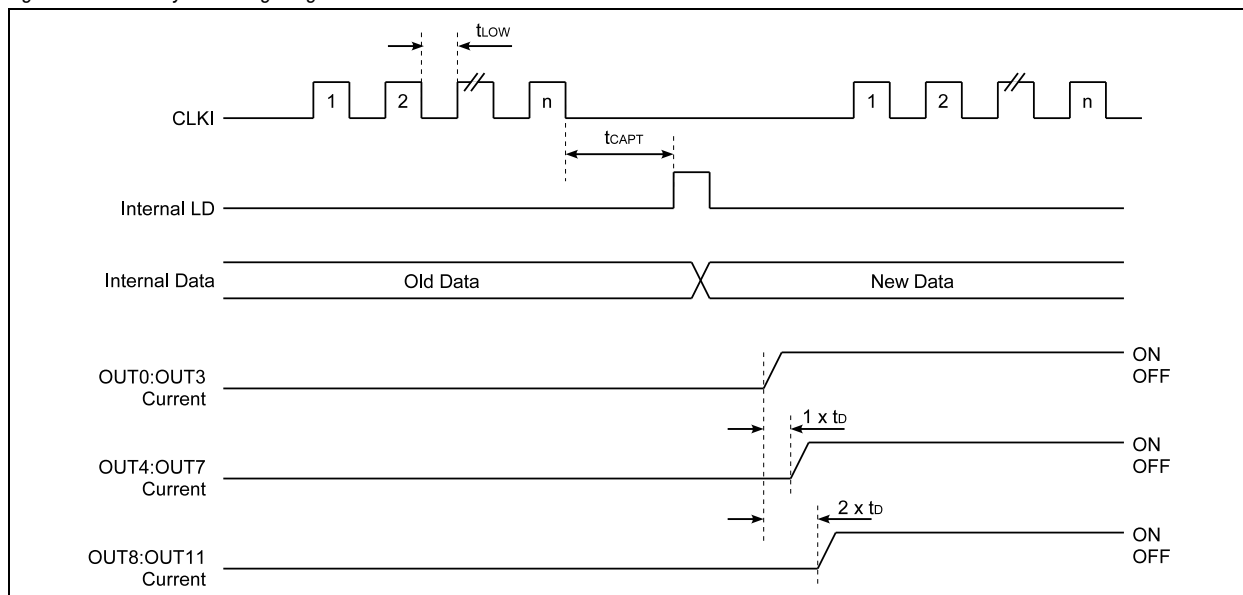 tLOW
CLKI
1
2
n
1
2
n
tCAPT
Internal LD
Internal Data
Old Data
New Data
OUT0:OUT3
Current
ON
OFF
1 x tD
OUT4:OUT7
Current
ON
OFF
2 x tD
OUT8:OUT11
Current
ON
OFF